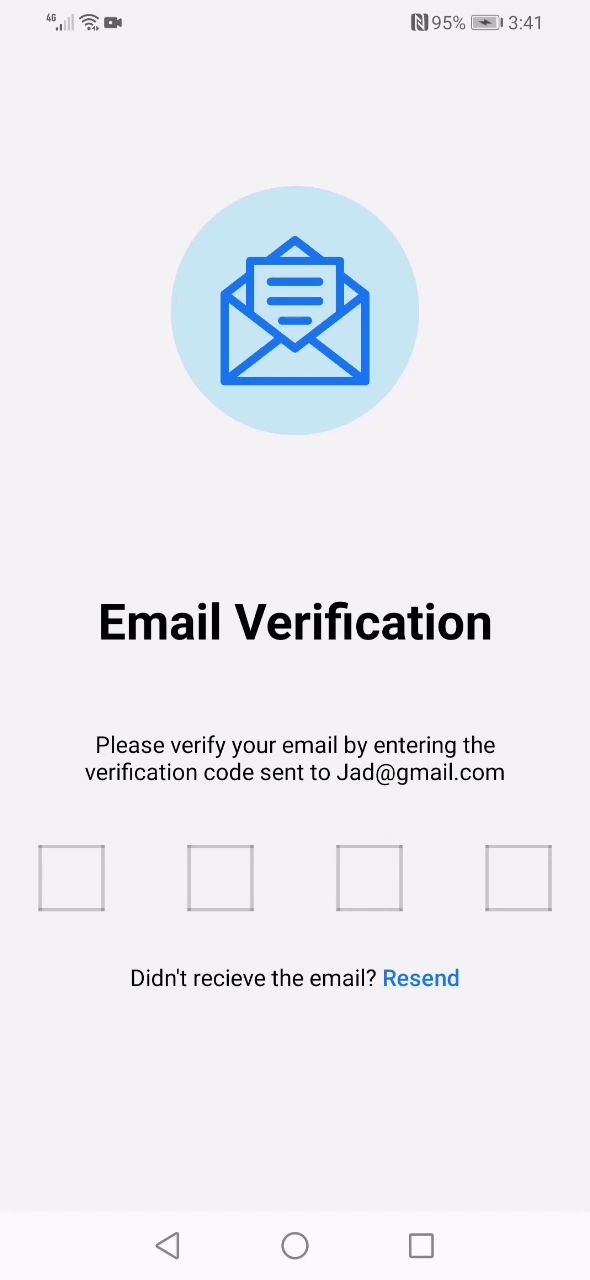 4G 95% 3:41
Email Verification
Please verify your email by entering the
verification code sent to Jad@gmail.com
Didn't recieve the email? Resend